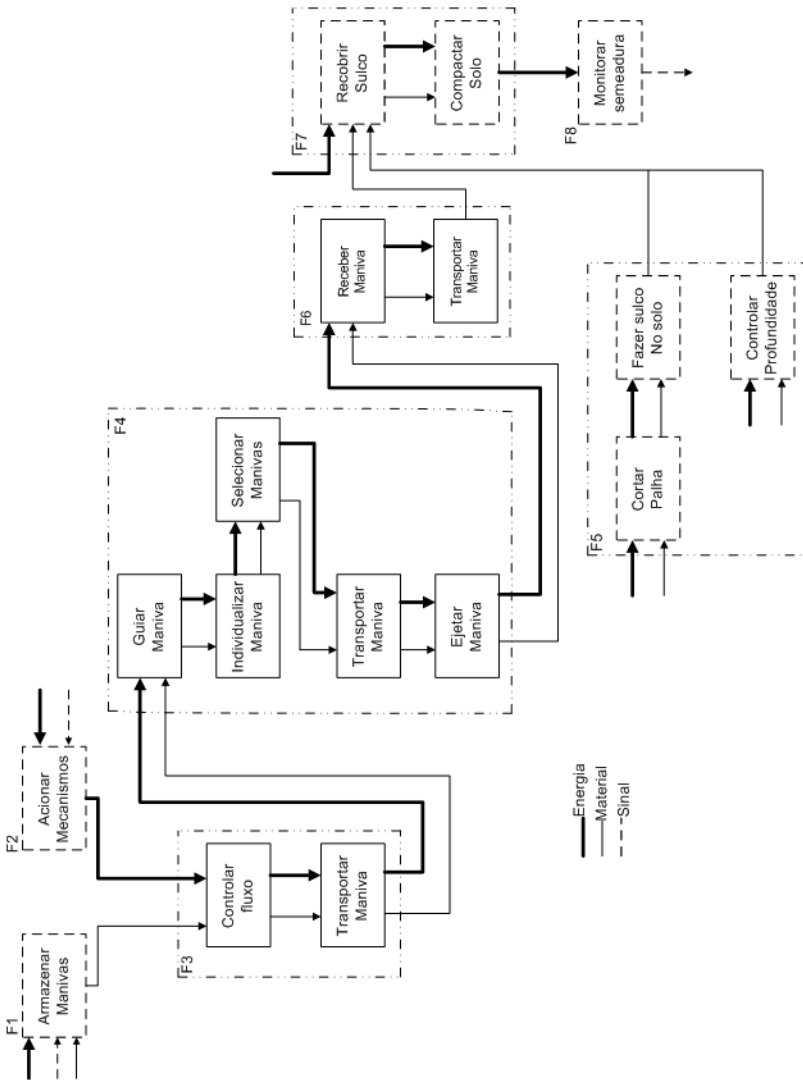 F1
Armazenar
Manivas
F2
Acionar
Mecanismos
F3
Controlar
fluxo
Transportar
Maniva
F4
Guiar
Maniva
Individualizar
Maniva
Selecionar
Manivas
Transportar
Maniva
Ejetar
Maniva
F5
Cortar
Palha
Fazer sulco
No solo
Controlar
Profundidade
F6
Receber
Maniva
Transportar
Maniva
F7
Recobrir
Sulco
Compactar
Solo
F8
Monitorar
semeadura
Energia
Material
Sinal